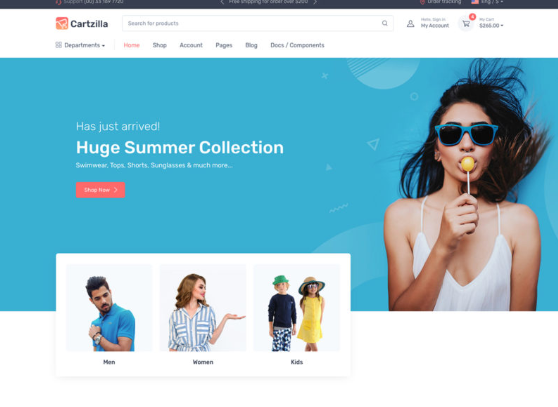 Support (00) 33 169 7720
Free shipping for order over $200
Order tracking
Eng / $
Cartzilla
Search for products
Hello, Sign in
My Account
4
My Cart
$265.00
Departments
Home
Shop
Account
Pages
Blog
Docs / Components
Has just arrived!
Huge Summer Collection
Swimwear, Tops, Shorts, Sunglasses & much more...
Shop Now
Men
Women
Kids